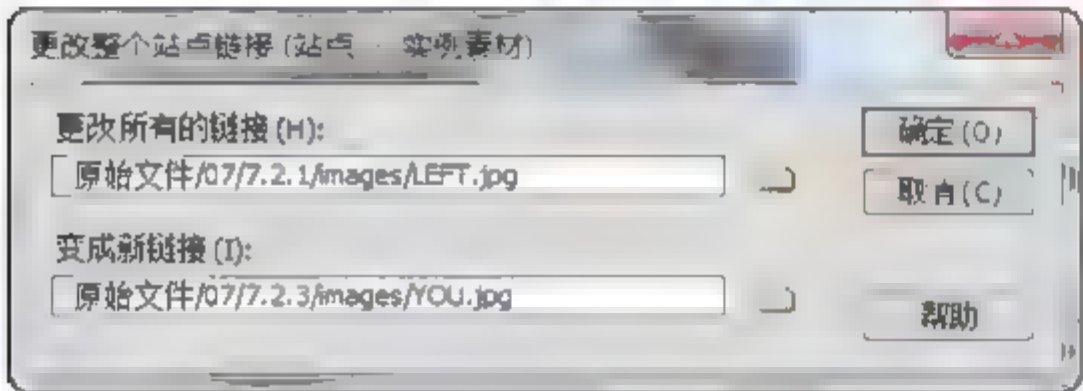 更改整个站点链接 (站点 - 实例素材)
更改所有的链接(H):
确定(O)
/原始文件/07/7.2.1/images/LEFT.jpg
取消(C)
变成新链接(I):
/原始文件/07/7.2.3/images/YOU.jpg
帮助